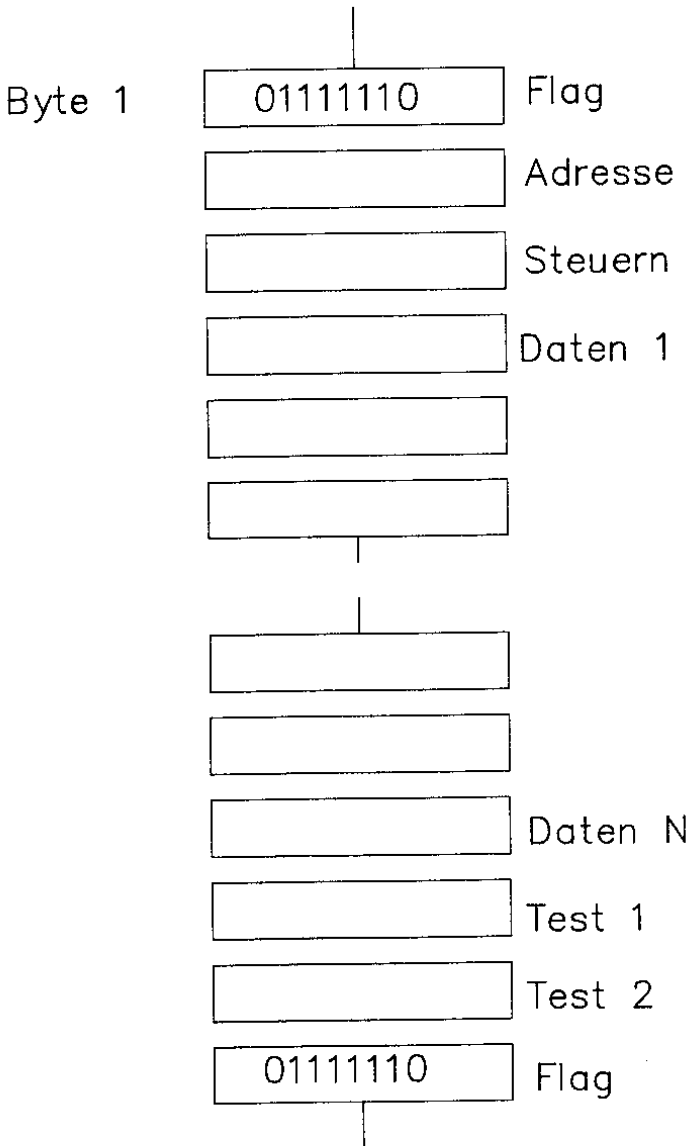 Byte 1 01111110 Flag
Adresse
Steuern
Daten 1
Daten N
Test 1
Test 2
01111110 Flag